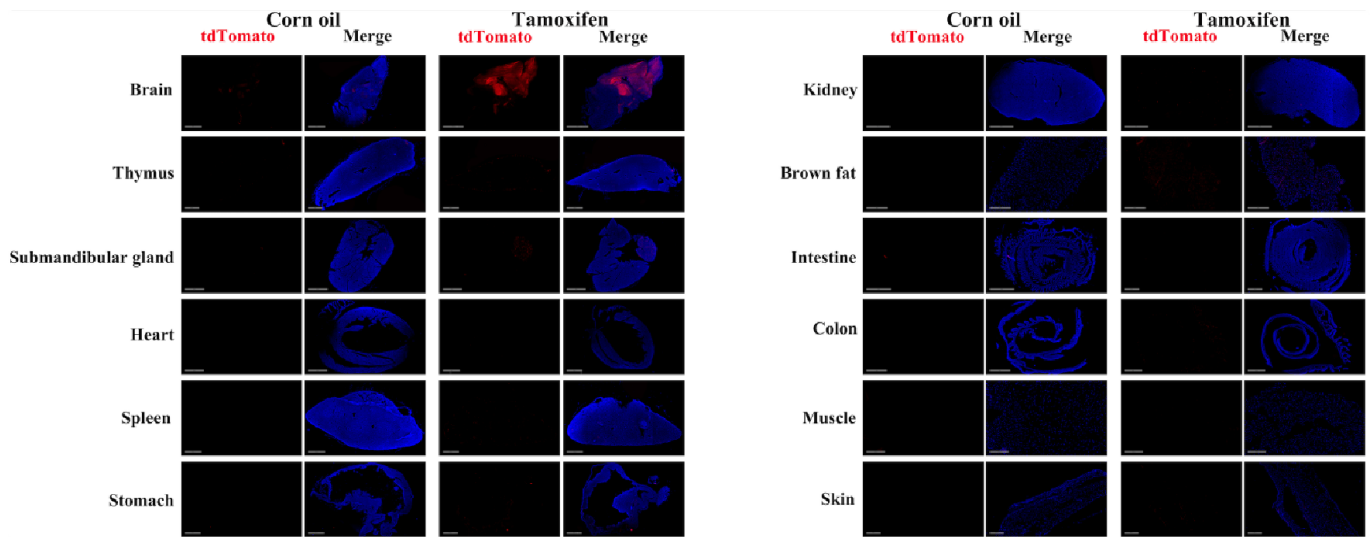 Corn oil Tamoxifen Corn oil Tamoxifen
tdTomato Merge tdTomato Merge tdTomato Merge tdTomato Merge
Brain Kidney
Thymus Brown fat
Submandibular gland Intestine
Heart Colon
Spleen Muscle
Stomach Skin